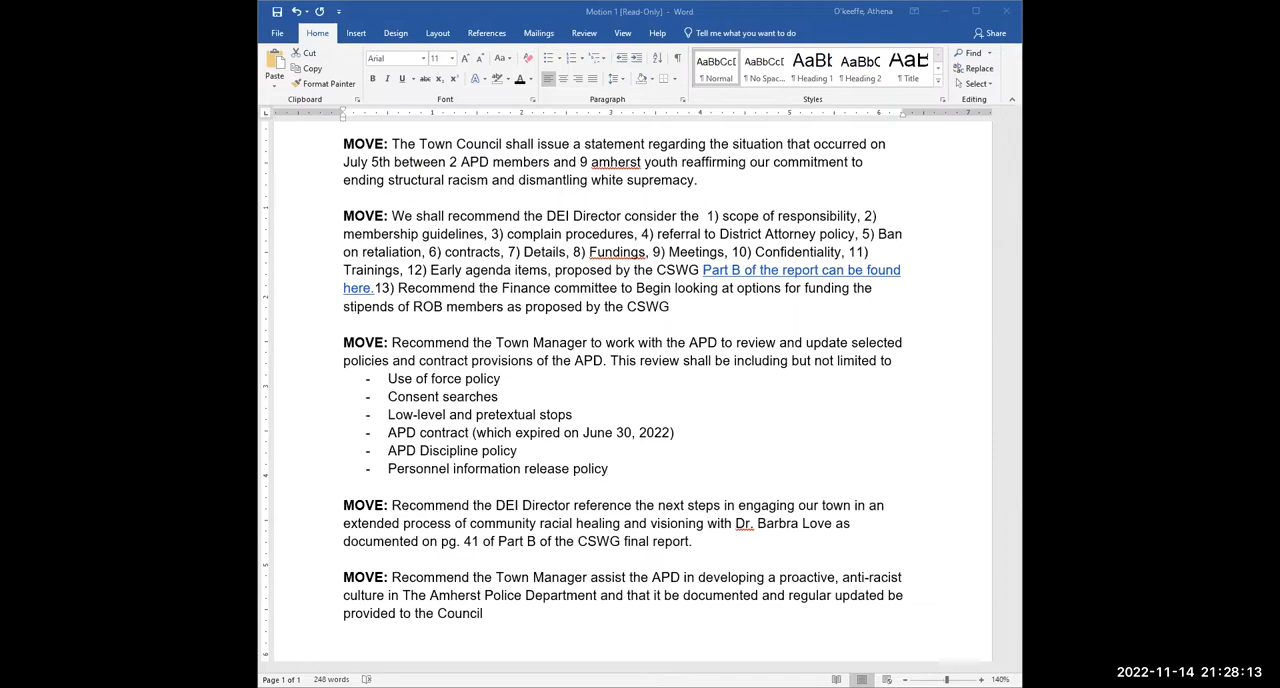 Motion 1 [Read-Only] - Word
O'keeffe, Athena
File Home Insert Design Layout References Mailings Review View Help Tell me what you want to do Share
Paste
Cut
Copy
Format Painter
Clipboard
Arial 11
Font
Paragraph
AaBbCcI AaBbCcI AaBb AaBbC AaB
¶ Normal ¶ No Spac... ¶ Heading 1 ¶ Heading 2 ¶ Title
Styles
Find
Replace
Select
Editing
1 2 3 4 5 6 7
MOVE: The Town Council shall issue a statement regarding the situation that occurred on
July 5th between 2 APD members and 9 amherst youth reaffirming our commitment to
ending structural racism and dismantling white supremacy.
MOVE: We shall recommend the DEI Director consider the 1) scope of responsibility, 2)
membership guidelines, 3) complain procedures, 4) referral to District Attorney policy, 5) Ban
on retaliation, 6) contracts, 7) Details, 8) Fundings, 9) Meetings, 10) Confidentiality, 11)
Trainings, 12) Early agenda items, proposed by the CSWG Part B of the report can be found
here.13) Recommend the Finance committee to Begin looking at options for funding the
stipends of ROB members as proposed by the CSWG
MOVE: Recommend the Town Manager to work with the APD to review and update selected
policies and contract provisions of the APD. This review shall be including but not limited to
- Use of force policy
- Consent searches
- Low-level and pretextual stops
- APD contract (which expired on June 30, 2022)
- APD Discipline policy
- Personnel information release policy
MOVE: Recommend the DEI Director reference the next steps in engaging our town in an
extended process of community racial healing and visioning with Dr. Barbra Love as
documented on pg. 41 of Part B of the CSWG final report.
MOVE: Recommend the Town Manager assist the APD in developing a proactive, anti-racist
culture in The Amherst Police Department and that it be documented and regular updated be
provided to the Council
Page 1 of 1 248 words
140%
2022-11-14 21:28:13